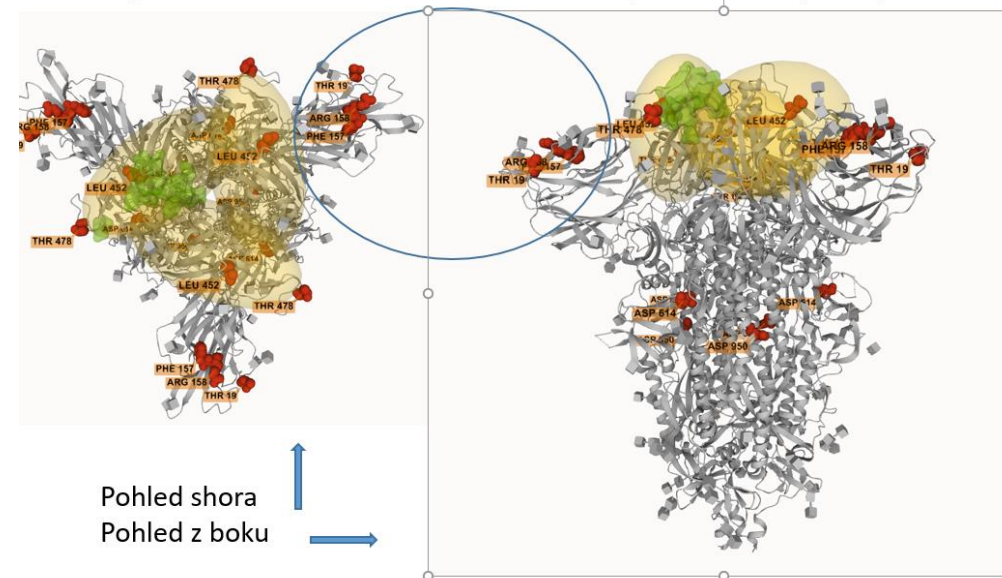 THR 478
THR 19
PHE 157
ARG 158
PHE 157
LEU 452
LEU 452
THR 478
LEU 452
THR 478
PHE 157
ARG 158
THR 19
THR 478
LEU 452
ARG 158
THR 19
THR 19
ASP 614
ASP 614
ASP 950
Pohled shora
Pohled z boku